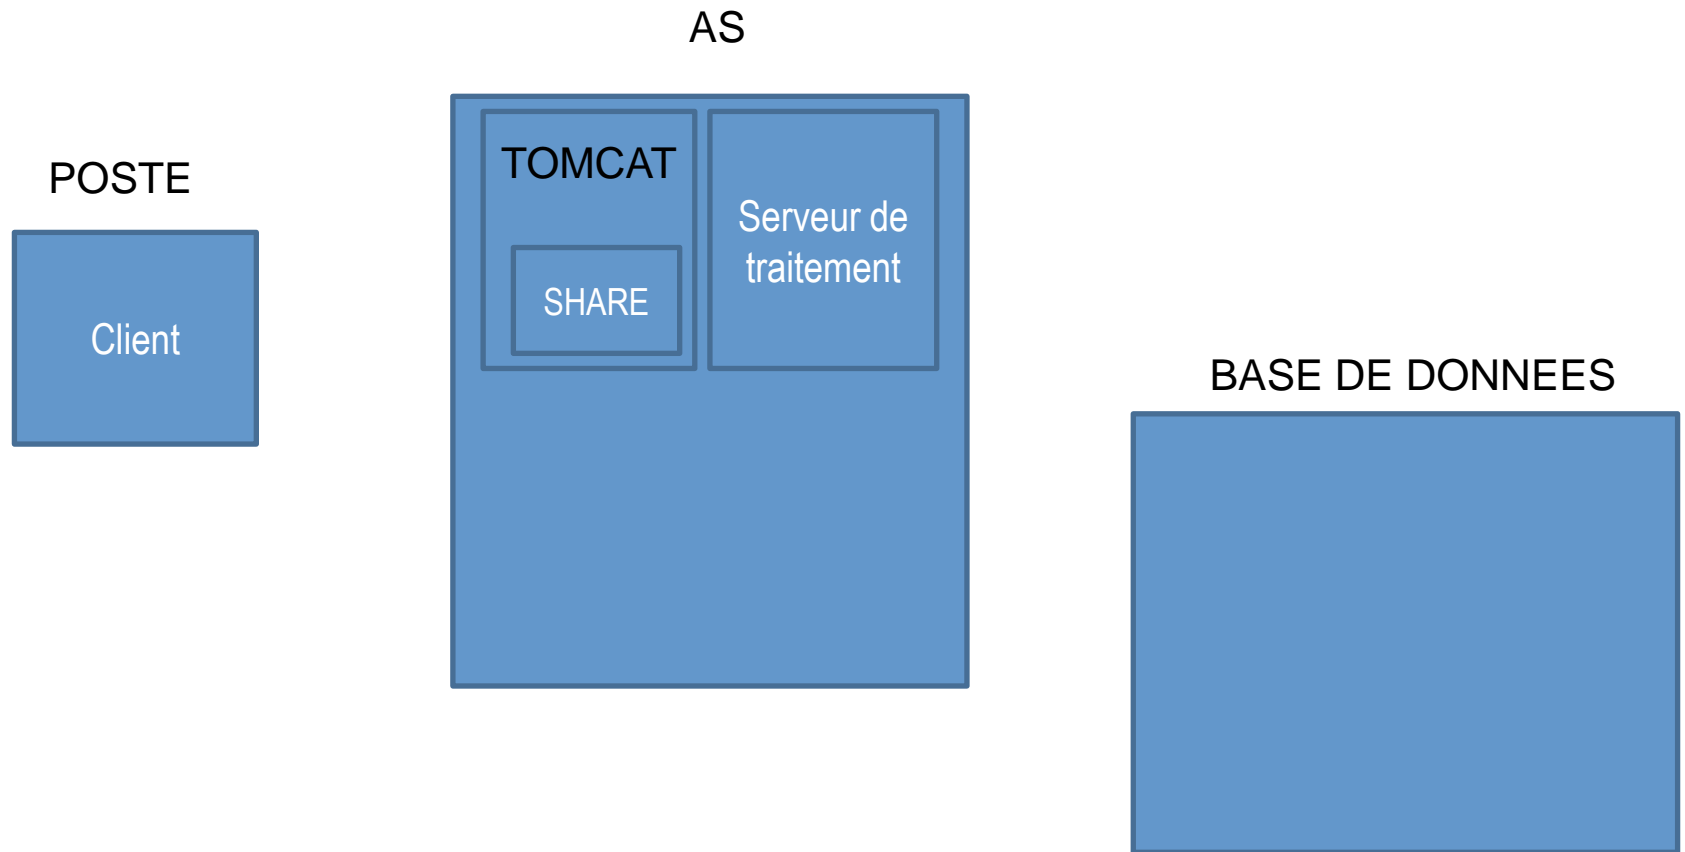 AS
POSTE
Client
TOMCAT
SHARE
Serveur de
traitement
BASE DE DONNEES